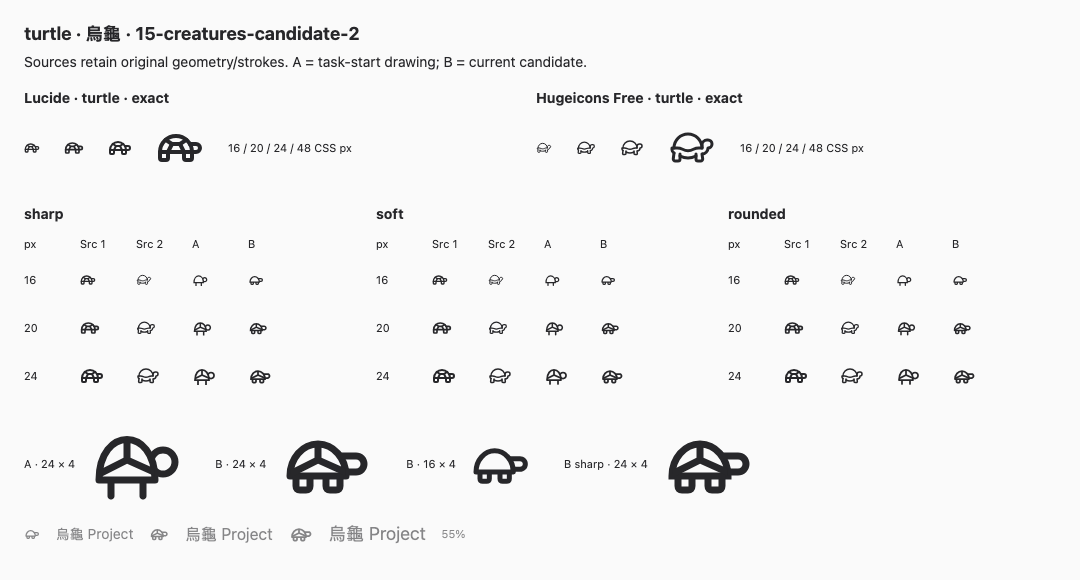 turtle · 烏龜 · 15-creatures-candidate-2
Sources retain original geometry/strokes. A = task-start drawing; B = current candidate.
Lucide · turtle · exact
Hugeicons Free · turtle · exact
16 / 20 / 24 / 48 CSS px
16 / 20 / 24 / 48 CSS px
sharp
soft
rounded
px Src 1 Src 2 A B
px Src 1 Src 2 A B
px Src 1 Src 2 A B
16
16
16
20
20
20
24
24
24
A · 24 × 4
B · 24 × 4
B · 16 × 4
B sharp · 24 × 4
烏龜 Project
烏龜 Project
烏龜 Project
55%